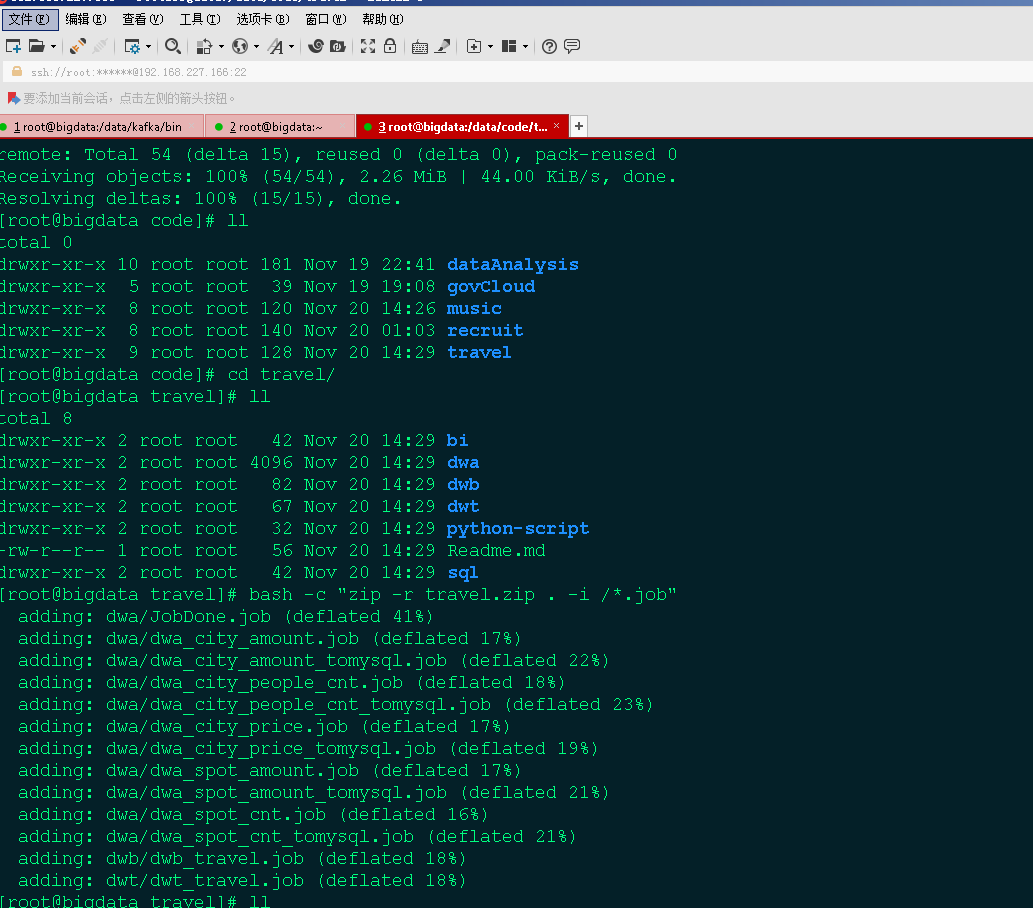 文件(F) 编辑(E) 查看(V) 工具(T) 选项卡(B) 窗口(W) 帮助(H)
ssh://root:******@192.168.227.166:22
要添加当前会话，点击左侧的箭头按钮。
1 root@bigdata:/data/kafka/bin 2 root@bigdata:~ 3 root@bigdata:/data/code/t... × +
remote: Total 54 (delta 15), reused 0 (delta 0), pack-reused 0
Receiving objects: 100% (54/54), 2.26 MiB | 44.00 KiB/s, done.
Resolving deltas: 100% (15/15), done.
[root@bigdata code]# ll
total 0
drwxr-xr-x 10 root root 181 Nov 19 22:41 dataAnalysis
drwxr-xr-x  5 root root  39 Nov 19 19:08 govCloud
drwxr-xr-x  8 root root 120 Nov 20 14:26 music
drwxr-xr-x  8 root root 140 Nov 20 01:03 recruit
drwxr-xr-x  9 root root 128 Nov 20 14:29 travel
[root@bigdata code]# cd travel/
[root@bigdata travel]# ll
total 8
drwxr-xr-x 2 root root   42 Nov 20 14:29 bi
drwxr-xr-x 2 root root 4096 Nov 20 14:29 dwa
drwxr-xr-x 2 root root   82 Nov 20 14:29 dwb
drwxr-xr-x 2 root root   67 Nov 20 14:29 dwt
drwxr-xr-x 2 root root   32 Nov 20 14:29 python-script
-rw-r--r-- 1 root root   56 Nov 20 14:29 Readme.md
drwxr-xr-x 2 root root   42 Nov 20 14:29 sql
[root@bigdata travel]# bash -c "zip -r travel.zip . -i /*.job"
  adding: dwa/JobDone.job (deflated 41%)
  adding: dwa/dwa_city_amount.job (deflated 17%)
  adding: dwa/dwa_city_amount_tomysql.job (deflated 22%)
  adding: dwa/dwa_city_people_cnt.job (deflated 18%)
  adding: dwa/dwa_city_people_cnt_tomysql.job (deflated 23%)
  adding: dwa/dwa_city_price.job (deflated 17%)
  adding: dwa/dwa_city_price_tomysql.job (deflated 19%)
  adding: dwa/dwa_spot_amount.job (deflated 17%)
  adding: dwa/dwa_spot_amount_tomysql.job (deflated 21%)
  adding: dwa/dwa_spot_cnt.job (deflated 16%)
  adding: dwa/dwa_spot_cnt_tomysql.job (deflated 21%)
  adding: dwb/dwb_travel.job (deflated 18%)
  adding: dwt/dwt_travel.job (deflated 18%)
[root@bigdata travel]# ll